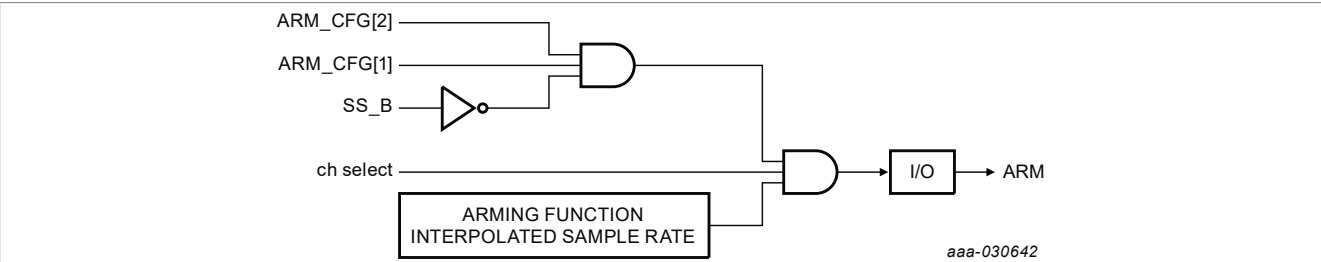 ARM_CFG[2]
ARM_CFG[1]
SS_B
ch select
I/O
ARM
ARMING FUNCTION
INTERPOLATED SAMPLE RATE
aaa-030642